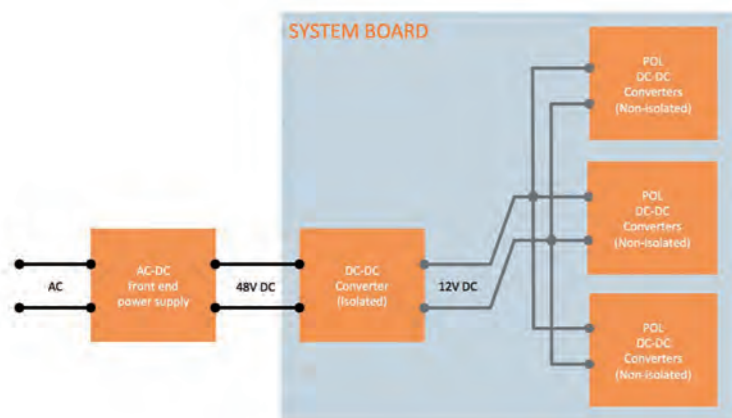 SYSTEM BOARD
POL
DC-DC
Converters
(Non-isolated)
AC
AC-DC
front end
power supply
48V DC
DC-DC
Converter
(Isolated)
12V DC
POL
DC-DC
Converters
(Non-isolated)
POL
DC-DC
Converters
(Non-isolated)